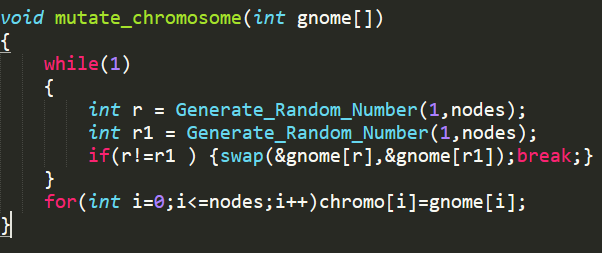 void mutate_chromosome(int gnome[])
{
    while(1)
    {
        int r = Generate_Random_Number(1,nodes);
        int r1 = Generate_Random_Number(1,nodes);
        if(r!=r1 ) {swap(&gnome[r],&gnome[r1]);break;}
    }
    for(int i=0;i<=nodes;i++)chromo[i]=gnome[i];
}